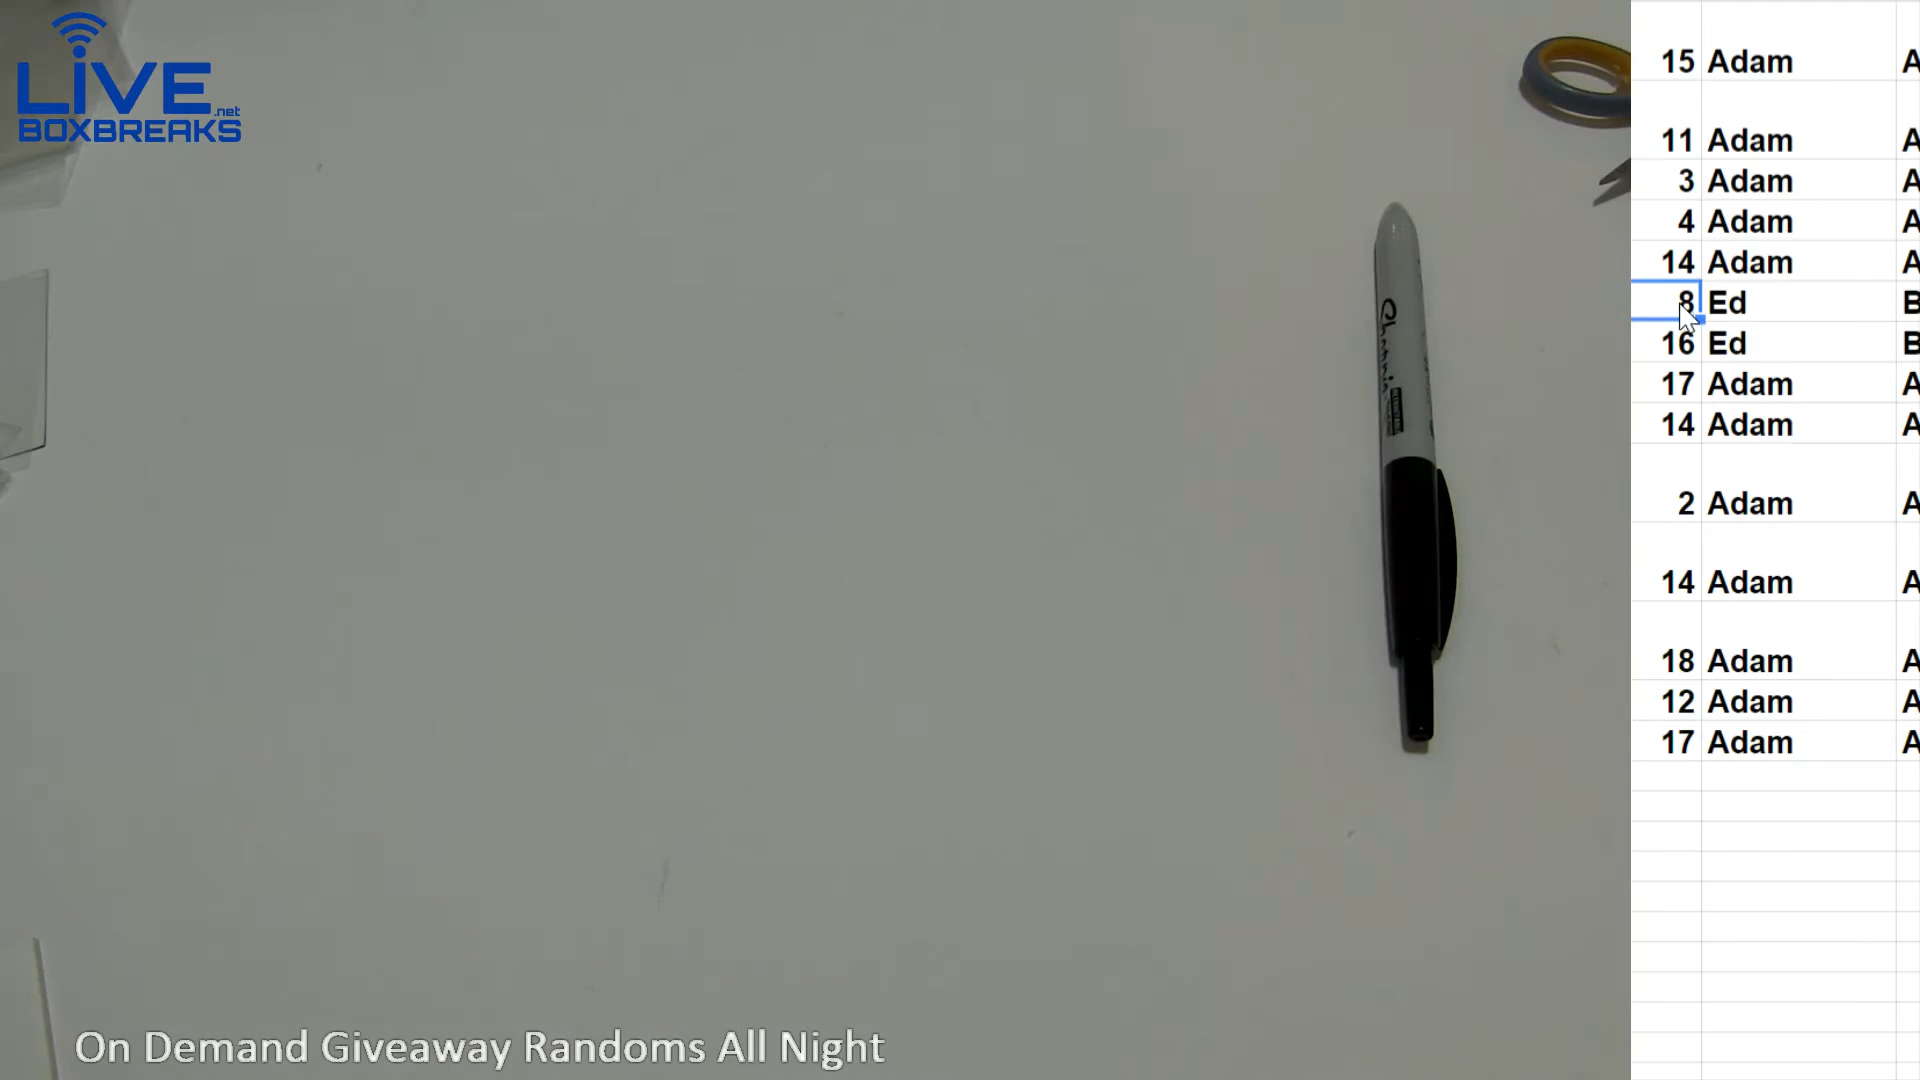 LiVE
.net
BOXBREAKS
15 Adam A
11 Adam A
3 Adam A
4 Adam A
14 Adam A
8 Ed B
16 Ed B
17 Adam A
14 Adam A
2 Adam A
14 Adam A
18 Adam A
12 Adam A
17 Adam A
Sharpie
On Demand Giveaway Randoms All Night